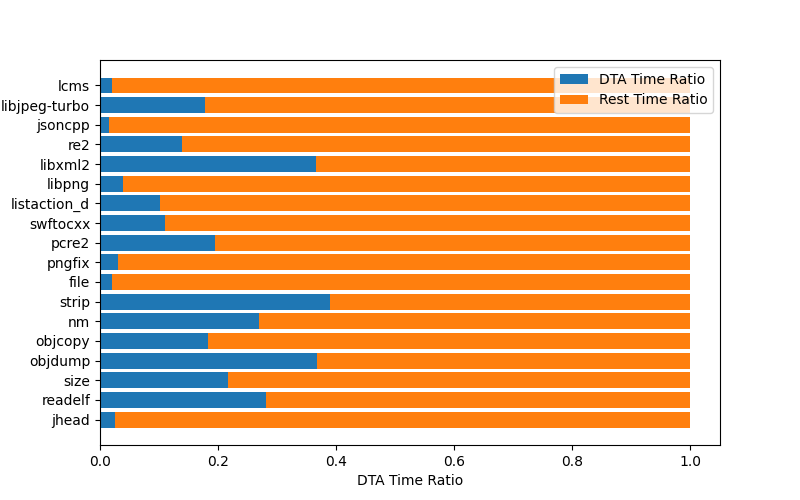 DTA Time Ratio
Rest Time Ratio
lcms
libjpeg-turbo
jsoncpp
re2
libxml2
libpng
listaction_d
swftocxx
pcre2
pngfix
file
strip
nm
objcopy
objdump
size
readelf
jhead
0.0 0.2 0.4 0.6 0.8 1.0
DTA Time Ratio